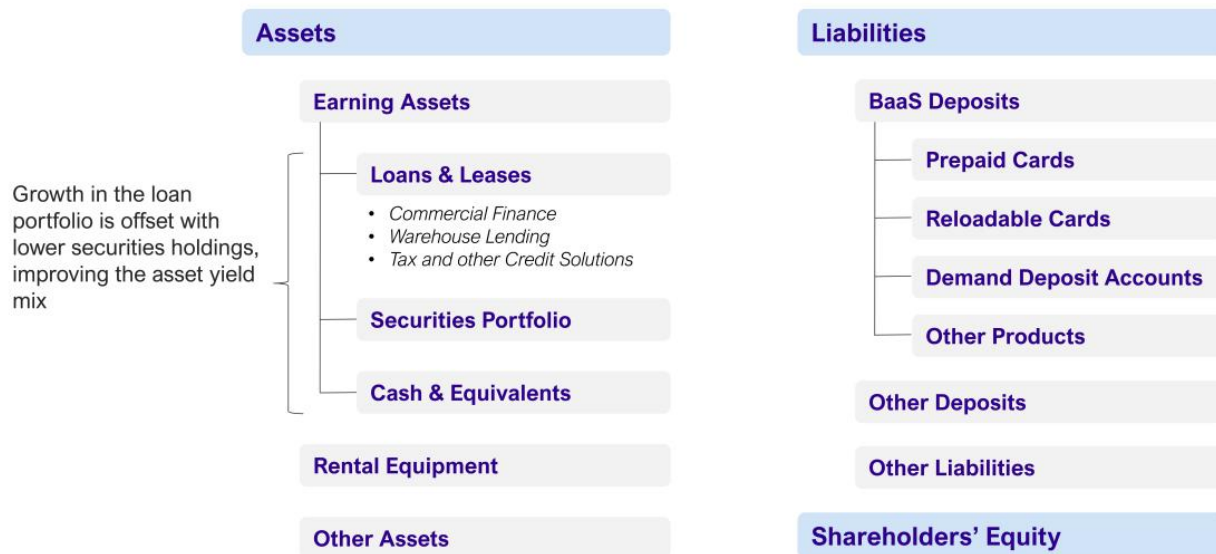 Assets
Earning Assets
Growth in the loan
portfolio is offset with
lower securities holdings,
improving the asset yield
mix
Loans & Leases
• Commercial Finance
• Warehouse Lending
• Tax and other Credit Solutions
Securities Portfolio
Cash & Equivalents
Rental Equipment
Other Assets
Liabilities
BaaS Deposits
Prepaid Cards
Reloadable Cards
Demand Deposit Accounts
Other Products
Other Deposits
Other Liabilities
Shareholders' Equity